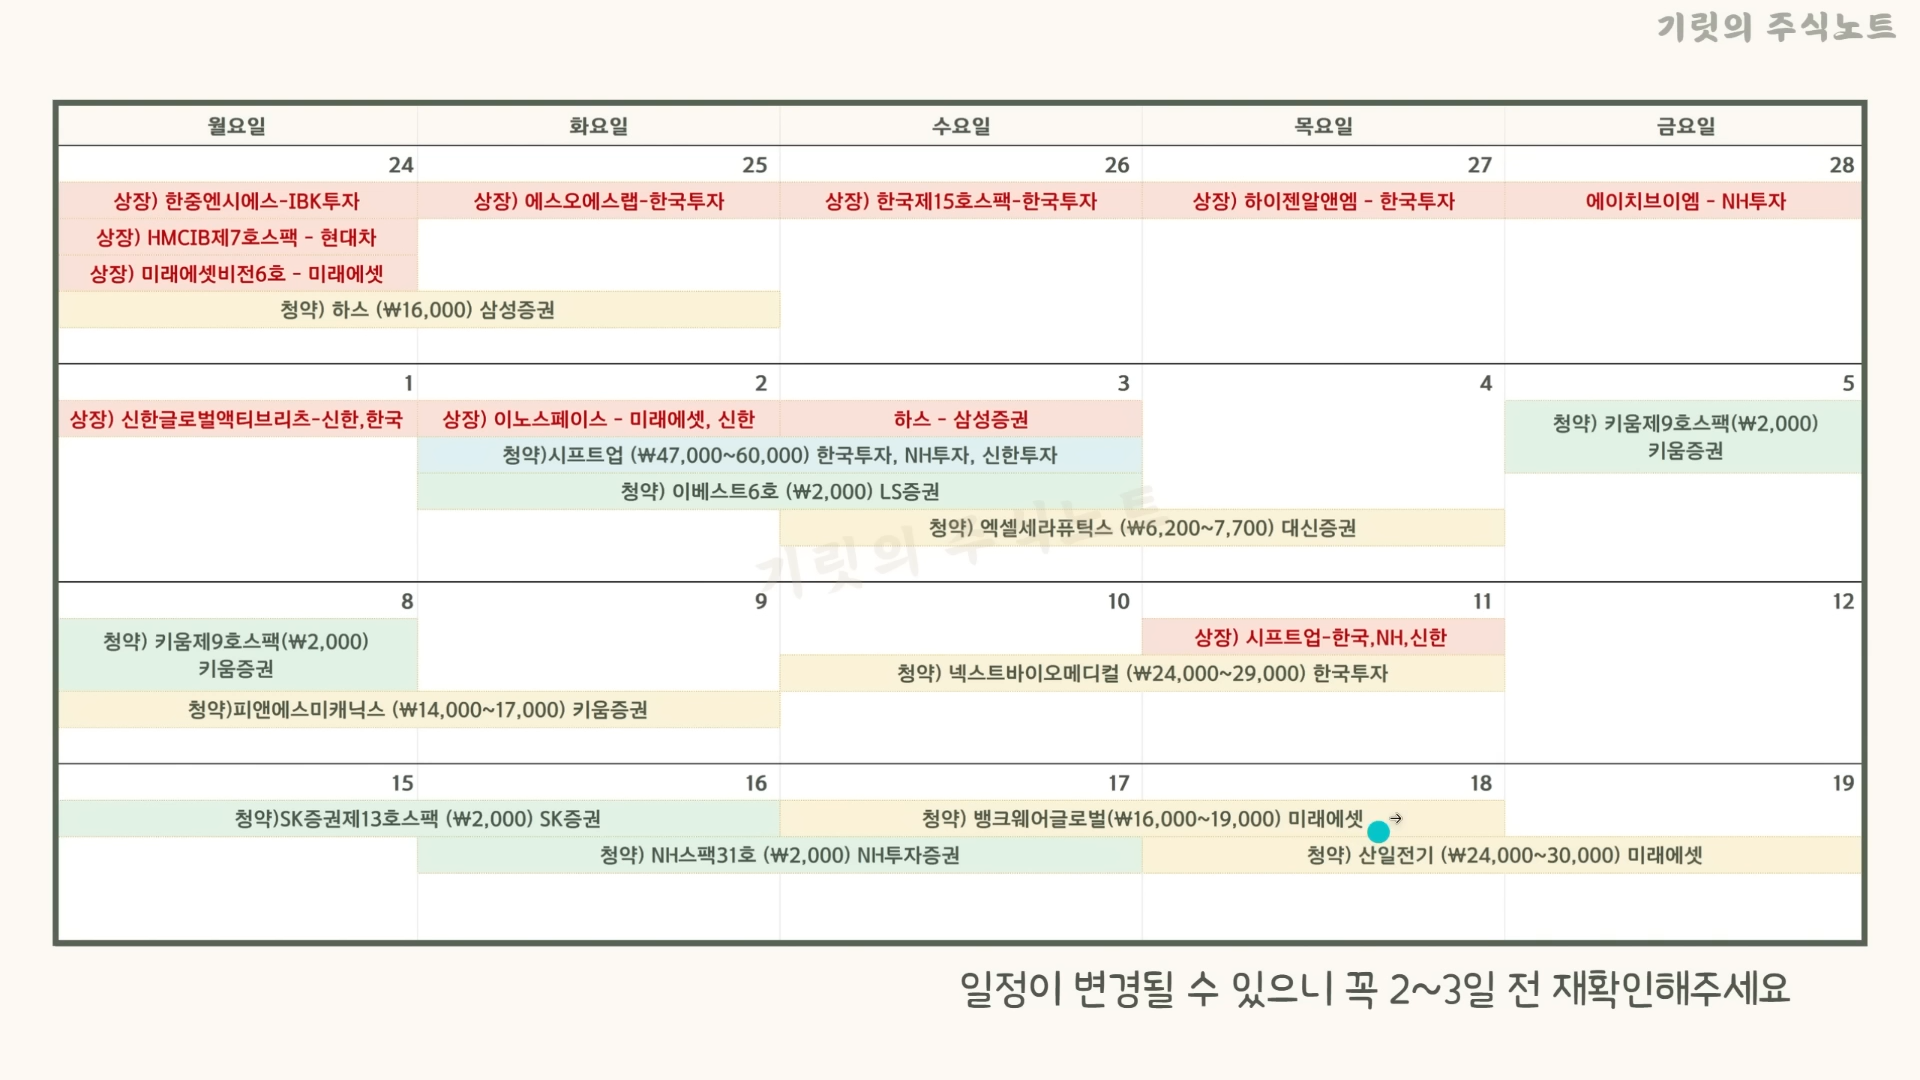 기릿의 주식노트
월요일
화요일
수요일
목요일
금요일
24
25
26
27
28
상장) 한중엔시에스-IBK투자
상장) 에스오에스랩-한국투자
상장) 한국제15호스팩-한국투자
상장) 하이젠알앤엠 - 한국투자
에이치브이엠 - NH투자
상장) HMCIB제7호스팩 - 현대차
상장) 미래에셋비전6호 - 미래에셋
청약) 하스 (₩16,000) 삼성증권
1
2
3
4
5
상장) 신한글로벌액티브리츠-신한,한국
상장) 이노스페이스 - 미래에셋, 신한
하스 - 삼성증권
청약) 키움제9호스팩(₩2,000)
키움증권
청약)시프트업 (₩47,000~60,000) 한국투자, NH투자, 신한투자
청약) 이베스트6호 (₩2,000) LS증권
청약) 엑셀세라퓨틱스 (₩6,200~7,700) 대신증권
기릿의 주식노트
8
9
10
11
12
청약) 키움제9호스팩(₩2,000)
키움증권
상장) 시프트업-한국,NH,신한
청약) 넥스트바이오메디컬 (₩24,000~29,000) 한국투자
청약)피앤에스미캐닉스 (₩14,000~17,000) 키움증권
15
16
17
18
19
청약)SK증권제13호스팩 (₩2,000) SK증권
청약) 뱅크웨어글로벌(₩16,000~19,000) 미래에셋
청약) NH스팩31호 (₩2,000) NH투자증권
청약) 산일전기 (₩24,000~30,000) 미래에셋
일정이 변경될 수 있으니 꼭 2~3일 전 재확인해주세요